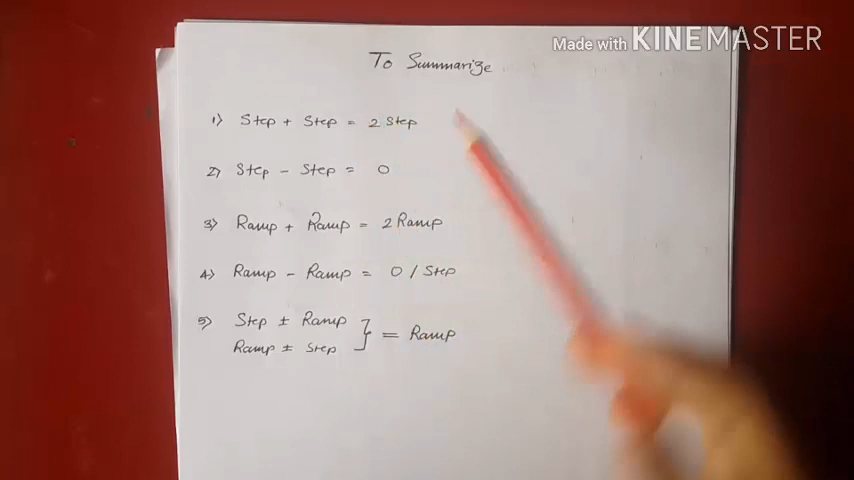 Made with KINEMASTER
To Summarize
1) Step + Step = 2 Step
2) Step - Step = 0
3) Ramp + Ramp = 2 Ramp
4) Ramp - Ramp = 0 / Step
5) Step ± Ramp
Ramp ± Step } = Ramp